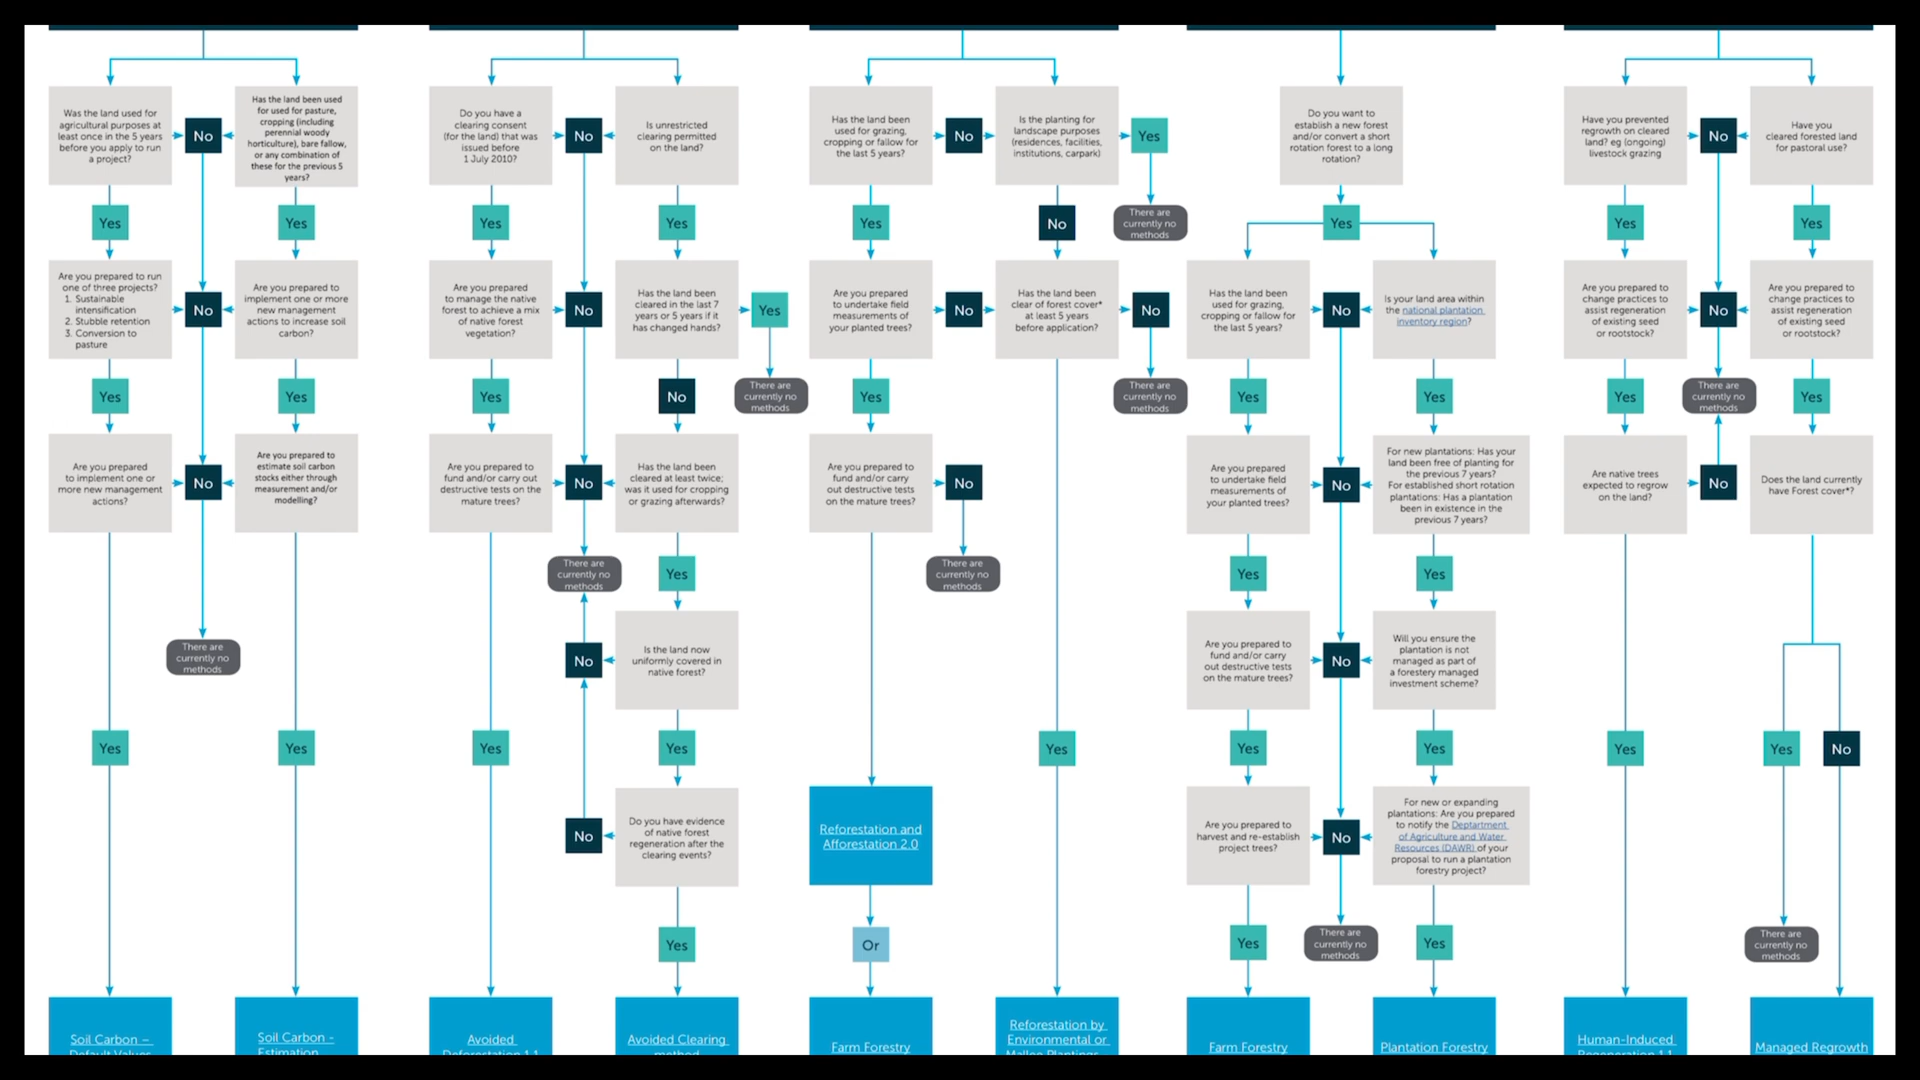 Was the land used for
agricultural purposes at
least once in the 5 years
before you apply to run
a project?
No
Has the land been used
for used for pasture,
cropping (including
perennial woody
horticulture), bare fallow,
or any combination of
these for the previous 5
years?
Yes
Yes
Are you prepared to run
one of three projects?
1. Sustainable
intensification
2. Stubble retention
3. Conversion to
pasture
No
Are you prepared to
implement one or more
new management
actions to increase soil
carbon?
Yes
Yes
Are you prepared
to implement one or
more new management
actions?
No
Are you prepared to
estimate soil carbon
stocks either through
measurement and/or
modelling?
There are
currently no
methods
Yes
Yes
Soil Carbon –
Default Values
Soil Carbon -
Estimation
Do you have a
clearing consent
(for the land) that was
issued before
1 July 2010?
No
Is unrestricted
clearing permitted
on the land?
Yes
Yes
Are you prepared
to manage the native
forest to achieve a mix
of native forest
vegetation?
No
Has the land been
cleared in the last 7
years or 5 years if it
has changed hands?
Yes
There are
currently no
methods
Yes
No
Are you prepared to
fund and/or carry out
destructive tests on the
mature trees?
No
Has the land been
cleared at least twice;
was it used for cropping
or grazing afterwards?
There are
currently no
methods
Yes
No
Is the land now
uniformly covered in
native forest?
Yes
Yes
No
Do you have evidence
of native forest
regeneration after the
clearing events?
Yes
Avoided
Deforestation 1.1
Avoided Clearing
method
Has the land been
used for grazing,
cropping or fallow for
the last 5 years?
No
Is the planting for
landscape purposes
(residences, facilities,
institutions, carpark)
Yes
There are
currently no
methods
Yes
No
Are you prepared
to undertake field
measurements of
your planted trees?
No
Has the land been
clear of forest cover*
at least 5 years
before application?
No
There are
currently no
methods
Yes
Are you prepared to
fund and/or carry
out destructive tests
on the mature trees?
No
There are
currently no
methods
Yes
Reforestation and
Afforestation 2.0
Or
Farm Forestry
Reforestation by
Environmental or
Mallee Plantings
Do you want to
establish a new forest
and/or convert a short
rotation forest to a long
rotation?
Yes
Has the land been
used for grazing,
cropping or fallow for
the last 5 years?
No
Is your land area within
the national plantation
inventory region?
Yes
Yes
Are you prepared
to undertake field
measurements of
your planted trees?
No
For new plantations: Has your
land been free of planting for
the previous 7 years?
For established short rotation
plantations: Has a plantation
been in existence in the
previous 7 years?
Yes
Yes
Are you prepared to
fund and/or carry
out destructive tests
on the mature trees?
No
Will you ensure the
plantation is not
managed as part of
a forestery managed
investment scheme?
Yes
Yes
Are you prepared to
harvest and re-establish
project trees?
No
For new or expanding
plantations: Are you prepared
to notify the Deptartment
of Agriculture and Water
Resources (DAWR) of your
proposal to run a plantation
forestry project?
Yes
There are
currently no
methods
Yes
Farm Forestry
Plantation Forestry
Have you prevented
regrowth on cleared
land? eg (ongoing)
livestock grazing
No
Have you
cleared forested land
for pastoral use?
Yes
Yes
Are you prepared to
change practices to
assist regeneration
of existing seed
or rootstock?
No
Are you prepared to
change practices to
assist regeneration
of existing seed
or rootstock?
Yes
There are
currently no
methods
Yes
Are native trees
expected to regrow
on the land?
No
Does the land currently
have Forest cover*?
Yes
Yes
No
There are
currently no
methods
Human-Induced
Regeneration 1.1
Managed Regrowth